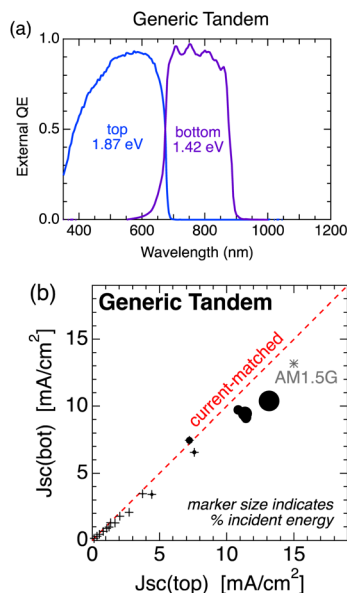 Generic Tandem
(a)
1.0
0.5
0.0
External QE
top
1.87 eV
bottom
1.42 eV
400
600
800
1000
1200
Wavelength (nm)
(b)
Generic Tandem
15
10
5
0
Jsc(bot) [mA/cm²]
current-matched
AM1.5G
marker size indicates
% incident energy
0
5
10
15
Jsc(top) [mA/cm²]